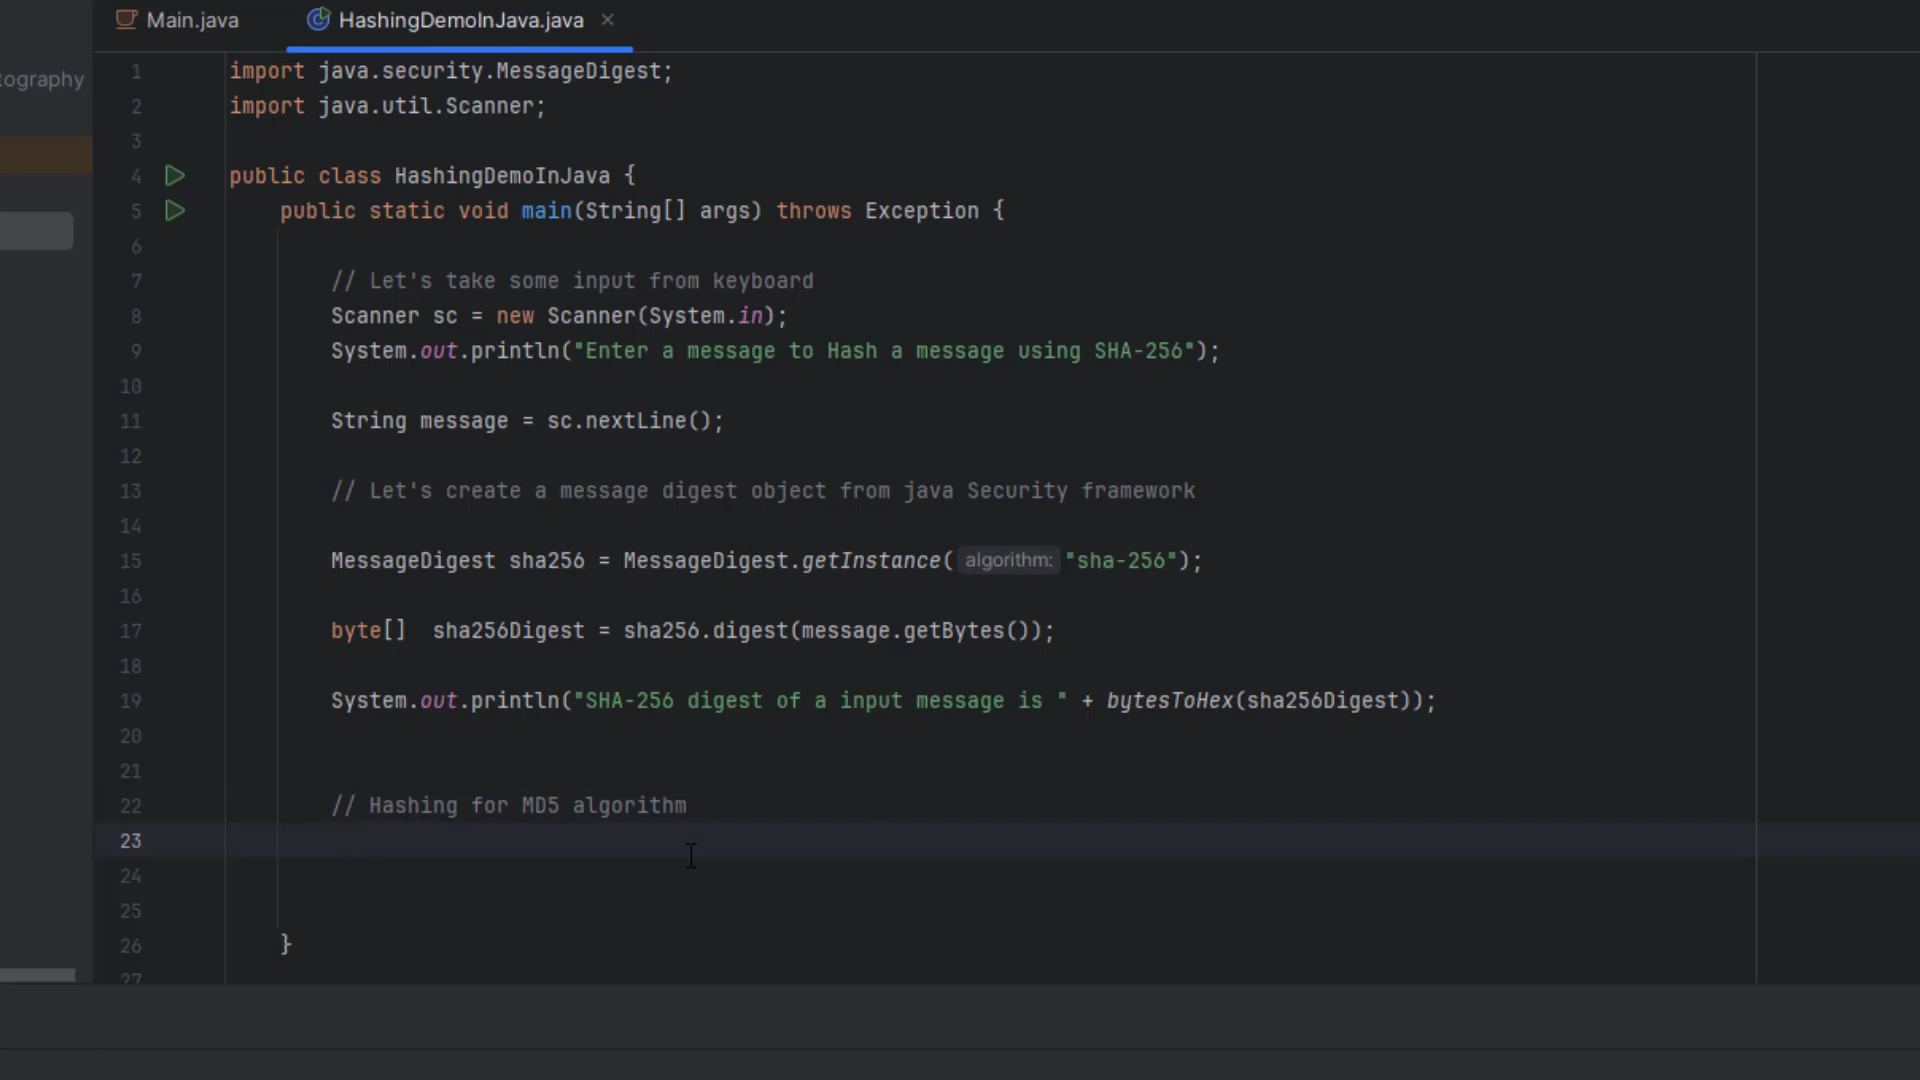 Main.java
HashingDemoInJava.java
tography
1 import java.security.MessageDigest;
2 import java.util.Scanner;
3
4 public class HashingDemoInJava {
5 public static void main(String[] args) throws Exception {
6
7 // Let's take some input from keyboard
8 Scanner sc = new Scanner(System.in);
9 System.out.println("Enter a message to Hash a message using SHA-256");
10
11 String message = sc.nextLine();
12
13 // Let's create a message digest object from java Security framework
14
15 MessageDigest sha256 = MessageDigest.getInstance( algorithm: "sha-256");
16
17 byte[]  sha256Digest = sha256.digest(message.getBytes());
18
19 System.out.println("SHA-256 digest of a input message is " + bytesToHex(sha256Digest));
20
21
22 // Hashing for MD5 algorithm
23
24
25
26 }
27